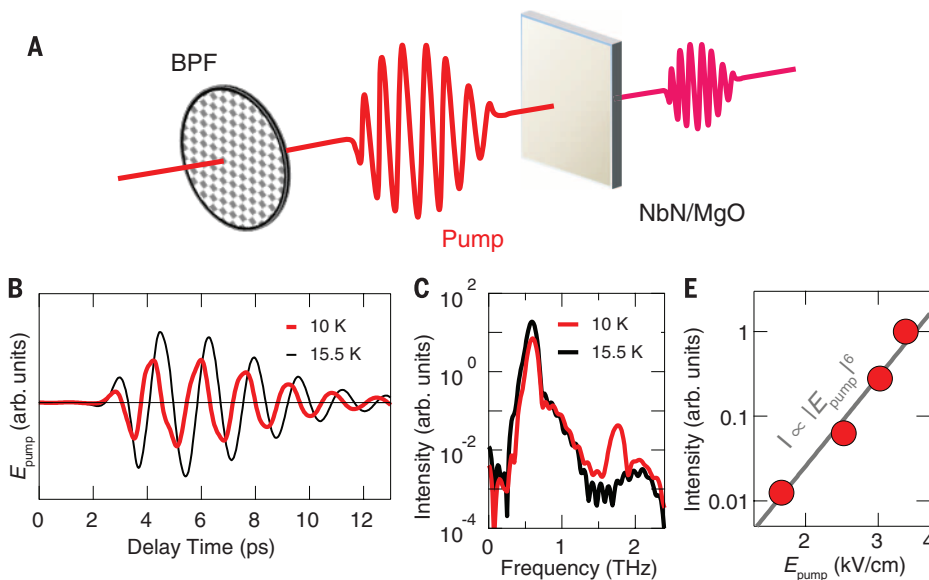 A
BPF
Pump
NbN/MgO
B
E_pump (arb. units)
10 K
15.5 K
0 2 4 6 8 10 12
Delay Time (ps)
C
Intensity (arb. units)
10^2
10^0
10^-2
10^-4
10 K
15.5 K
0 1 2
Frequency (THz)
E
Intensity (arb. units)
1
0.1
0.01
I ∝ |E_pump|^6
2 3 4
E_pump (kV/cm)